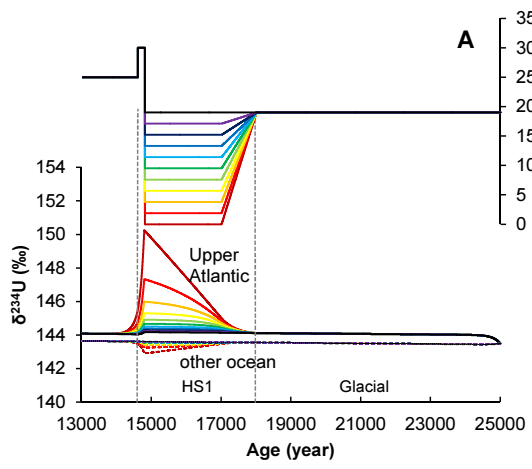 A
35
30
25
20
15
10
5
0
154
152
150
148
146
144
142
140
δ²³⁴U (‰)
Upper
Atlantic
other ocean
HS1
Glacial
13000 15000 17000 19000 21000 23000 25000
Age (year)